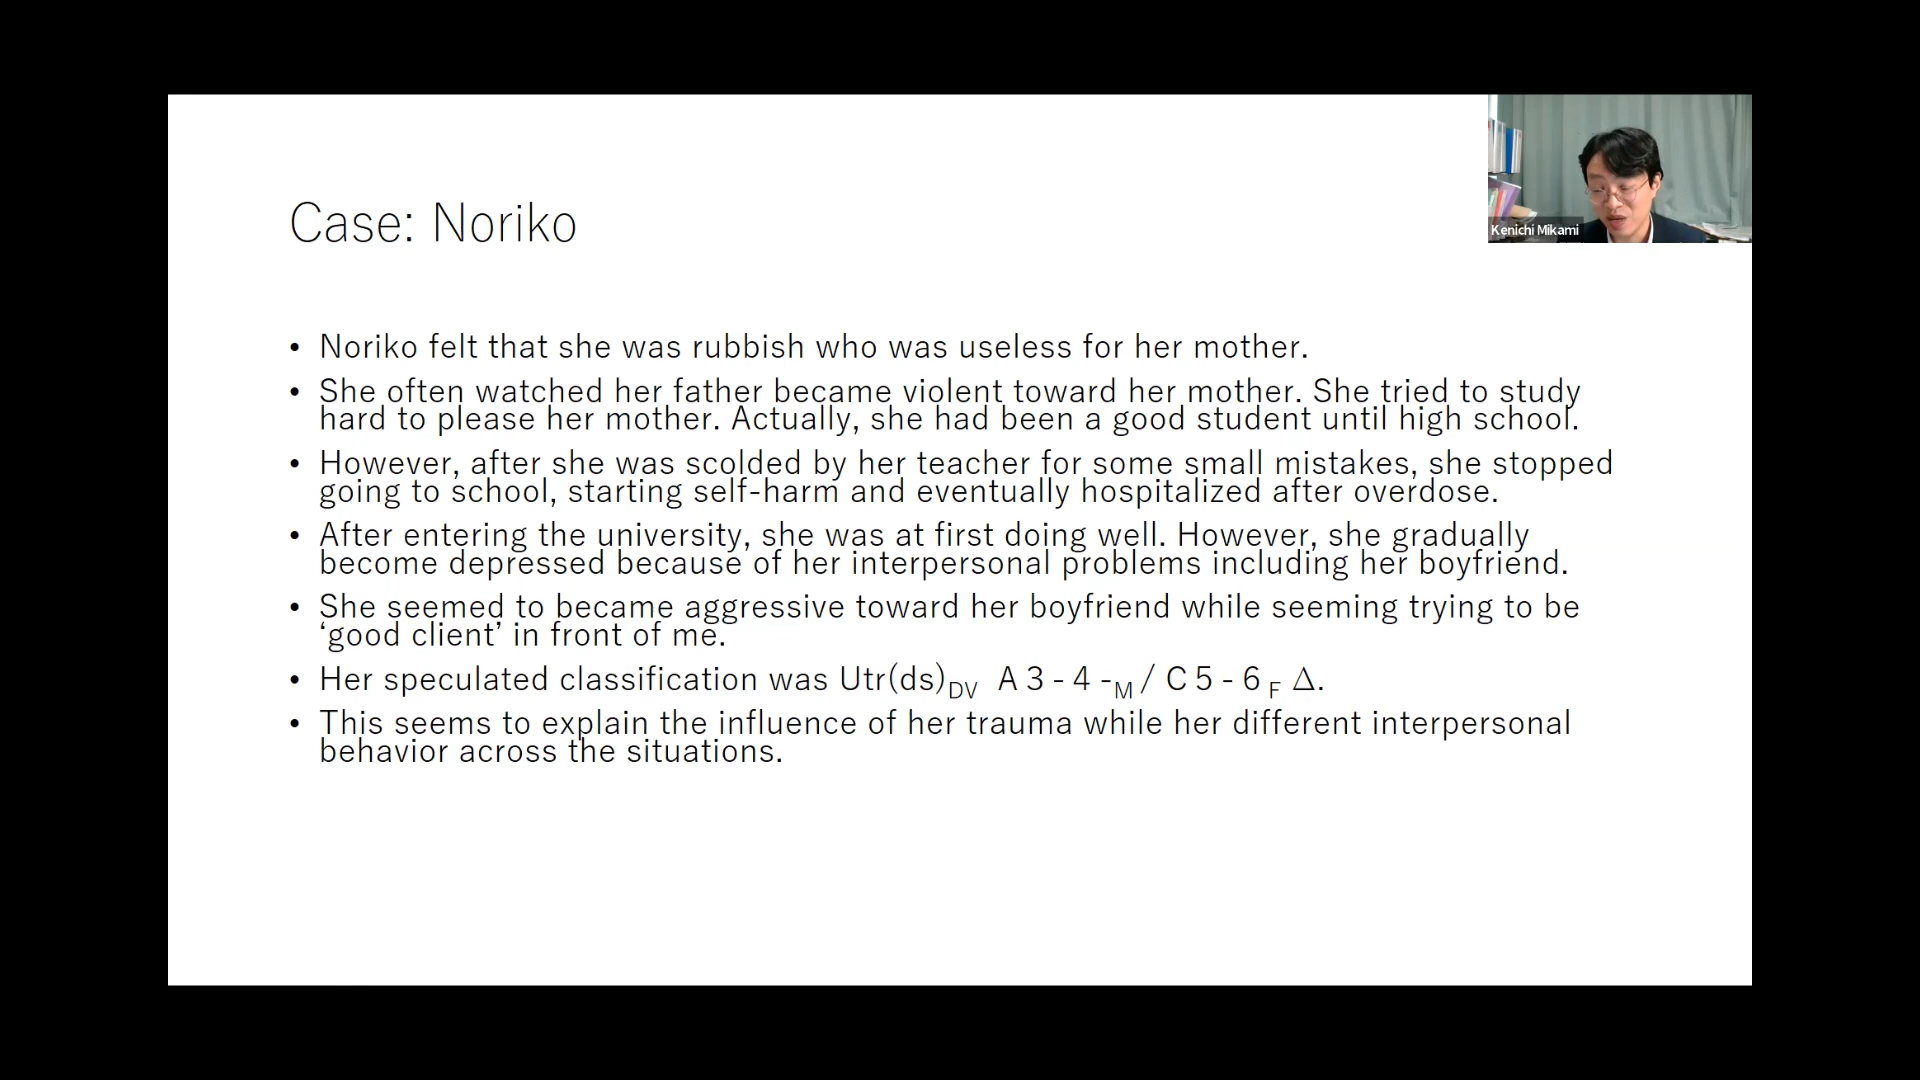 Kenichi Mikami
Case: Noriko
• Noriko felt that she was rubbish who was useless for her mother.
• She often watched her father became violent toward her mother. She tried to study
hard to please her mother. Actually, she had been a good student until high school.
• However, after she was scolded by her teacher for some small mistakes, she stopped
going to school, starting self-harm and eventually hospitalized after overdose.
• After entering the university, she was at first doing well. However, she gradually
become depressed because of her interpersonal problems including her boyfriend.
• She seemed to became aggressive toward her boyfriend while seeming trying to be
‘good client’ in front of me.
• Her speculated classification was Utr(ds)DV A 3 - 4 -M / C 5 - 6 F Δ.
• This seems to explain the influence of her trauma while her different interpersonal
behavior across the situations.